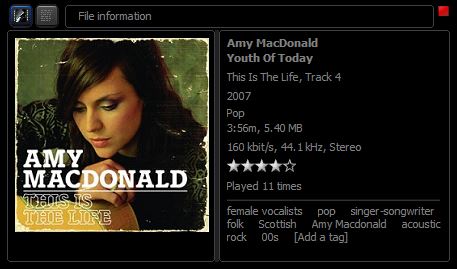 File information
AMY
MACDONALD
THIS IS
THE LIFE
Amy MacDonald
Youth Of Today
This Is The Life, Track 4
2007
Pop
3:56m, 5.40 MB
160 kbit/s, 44.1 kHz, Stereo
Played 11 times
female vocalists pop singer-songwriter
folk Scottish Amy Macdonald acoustic
rock 00s [Add a tag]